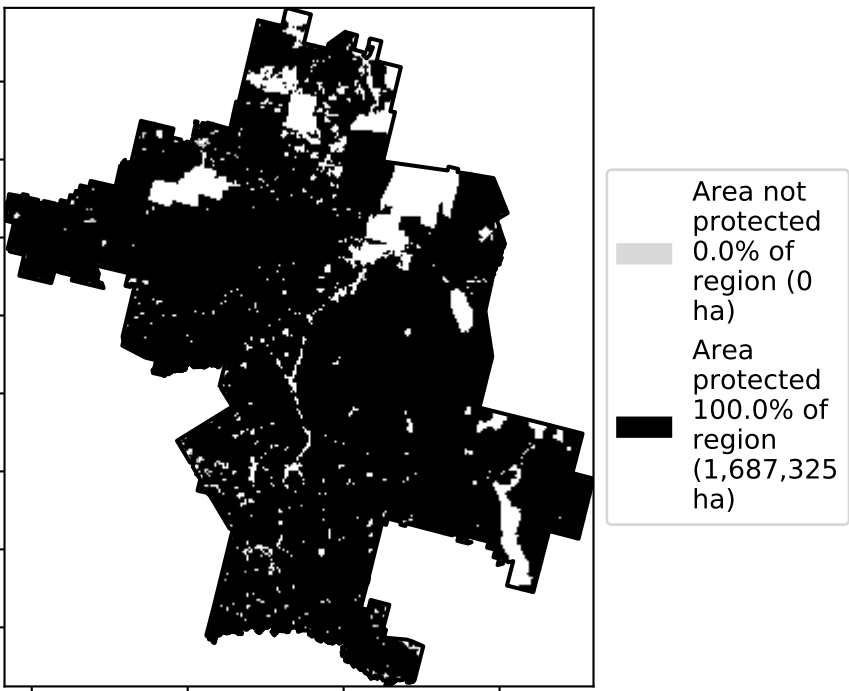 Area not
protected
0.0% of
region (0
ha)
Area
protected
100.0% of
region
(1,687,325
ha)